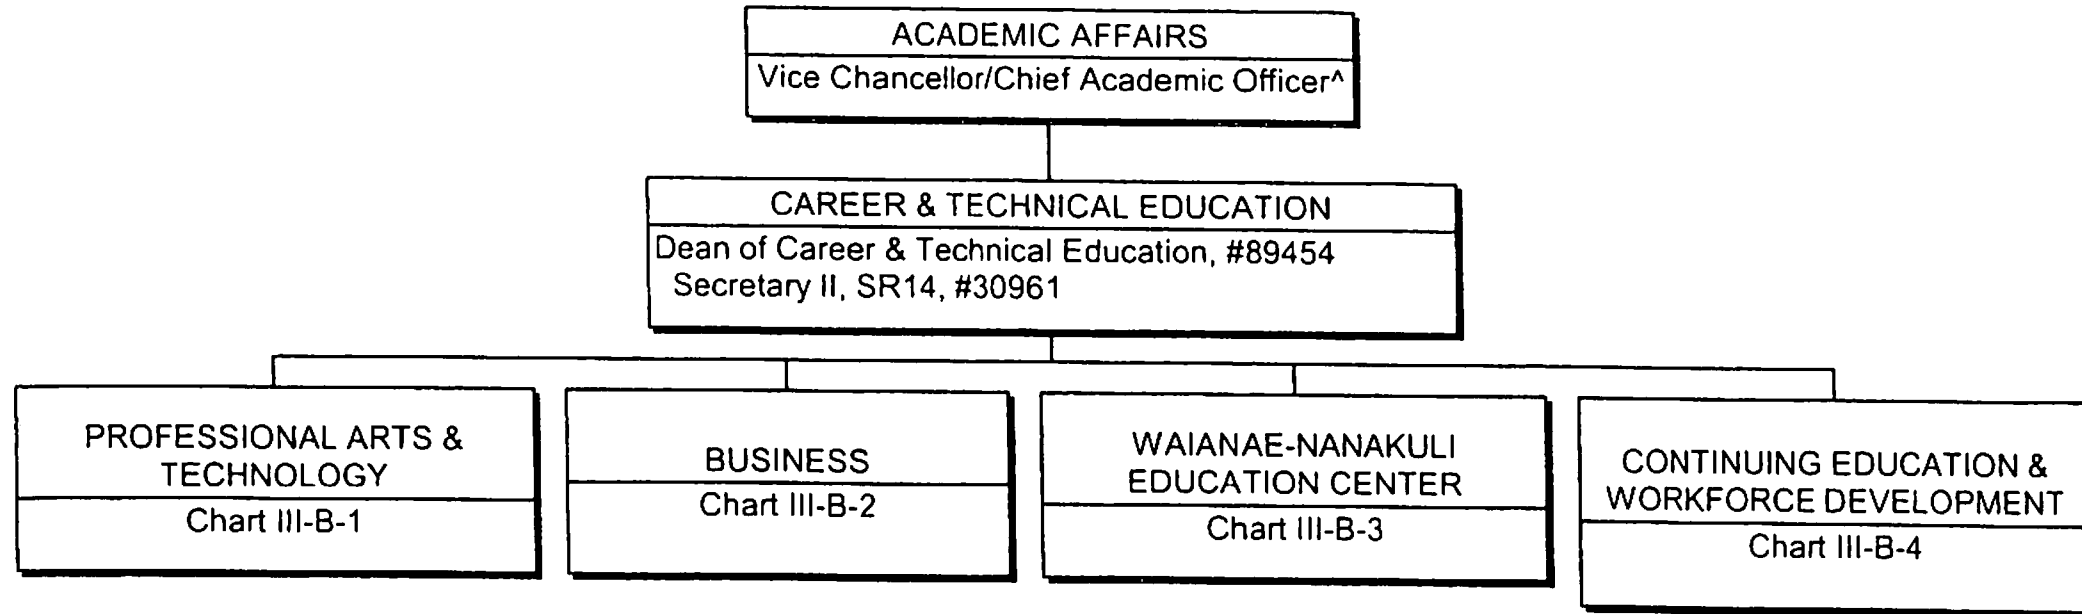 ACADEMIC AFFAIRS
Vice Chancellor/Chief Academic Officer^
CAREER & TECHNICAL EDUCATION
Dean of Career & Technical Education, #89454
Secretary II, SR14, #30961
PROFESSIONAL ARTS &
TECHNOLOGY
Chart III-B-1
BUSINESS
Chart III-B-2
WAIANAE-NANAKULI
EDUCATION CENTER
Chart III-B-3
CONTINUING EDUCATION &
WORKFORCE DEVELOPMENT
Chart III-B-4